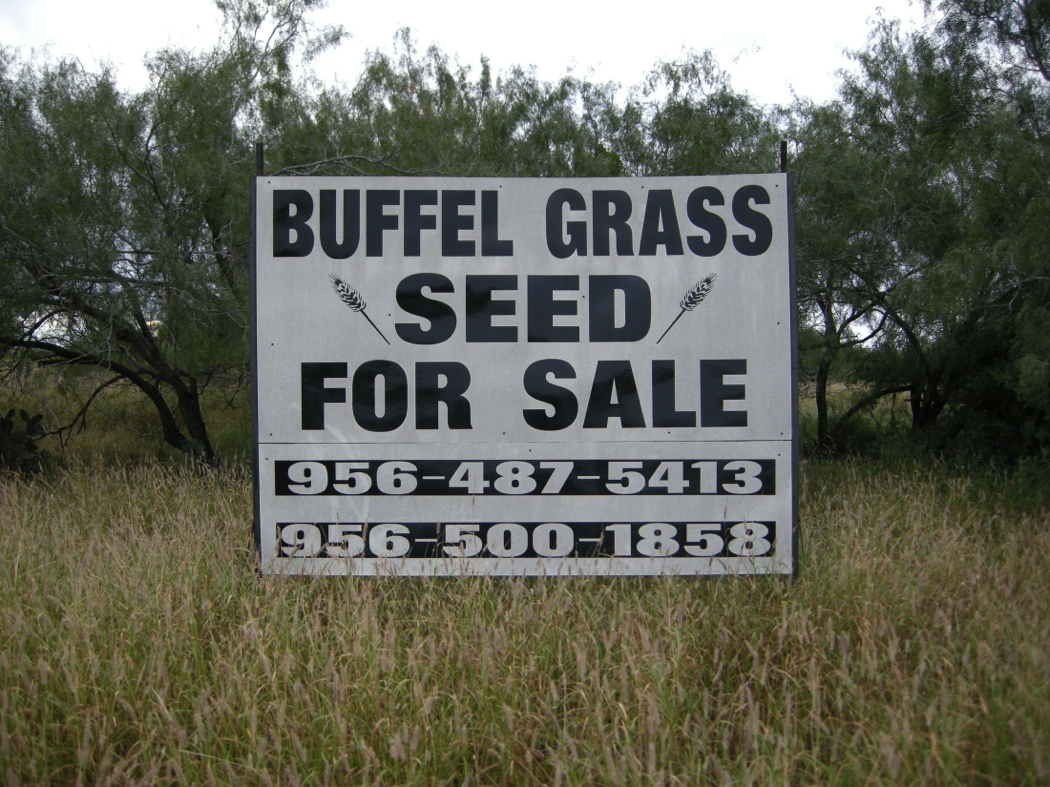 BUFFEL GRASS
SEED
FOR SALE
956-487-5413
956-500-1858